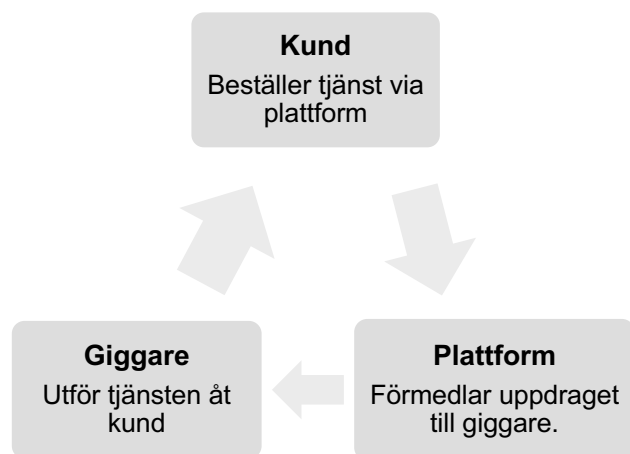 Kund
Beställer tjänst via
plattform
Giggare
Utför tjänsten åt
kund
Plattform
Förmedlar uppdraget
till giggare.